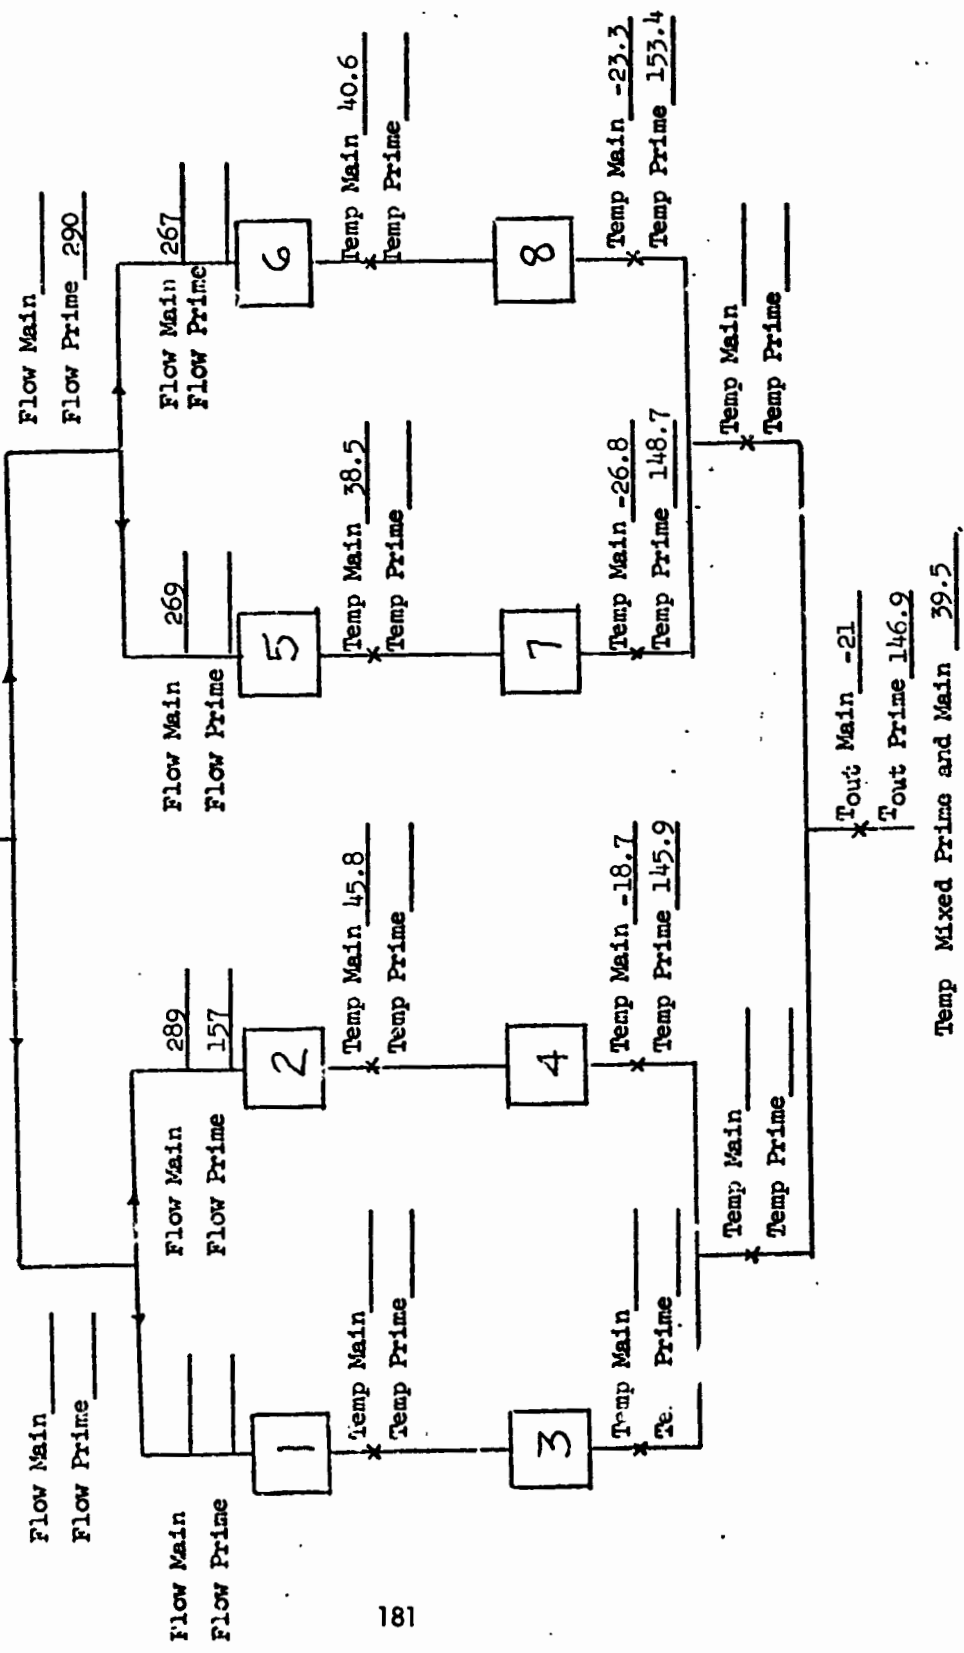 Flow Main
Flow Prime
Flow Main
Flow Prime 290
Flow Main
Flow Prime
Flow Main 289
Flow Prime 157
Flow Main 269
Flow Prime
Flow Main 267
Flow Prime
1
2
5
6
Temp Main
Temp Prime
Temp Main 45.8
Temp Prime
Temp Main 38.5
Temp Prime
Temp Main 40.6
Temp Prime
3
4
7
8
Temp Main
Te. Prime
Temp Main -18.7
Temp Prime 145.9
Temp Main -26.8
Temp Prime 148.7
Temp Main -23.3
Temp Prime 153.4
Temp Main
Temp Prime
Temp Main
Temp Prime
Tout Main -21
Tout Prime 146.9
Temp Mixed Prime and Main 39.5
181